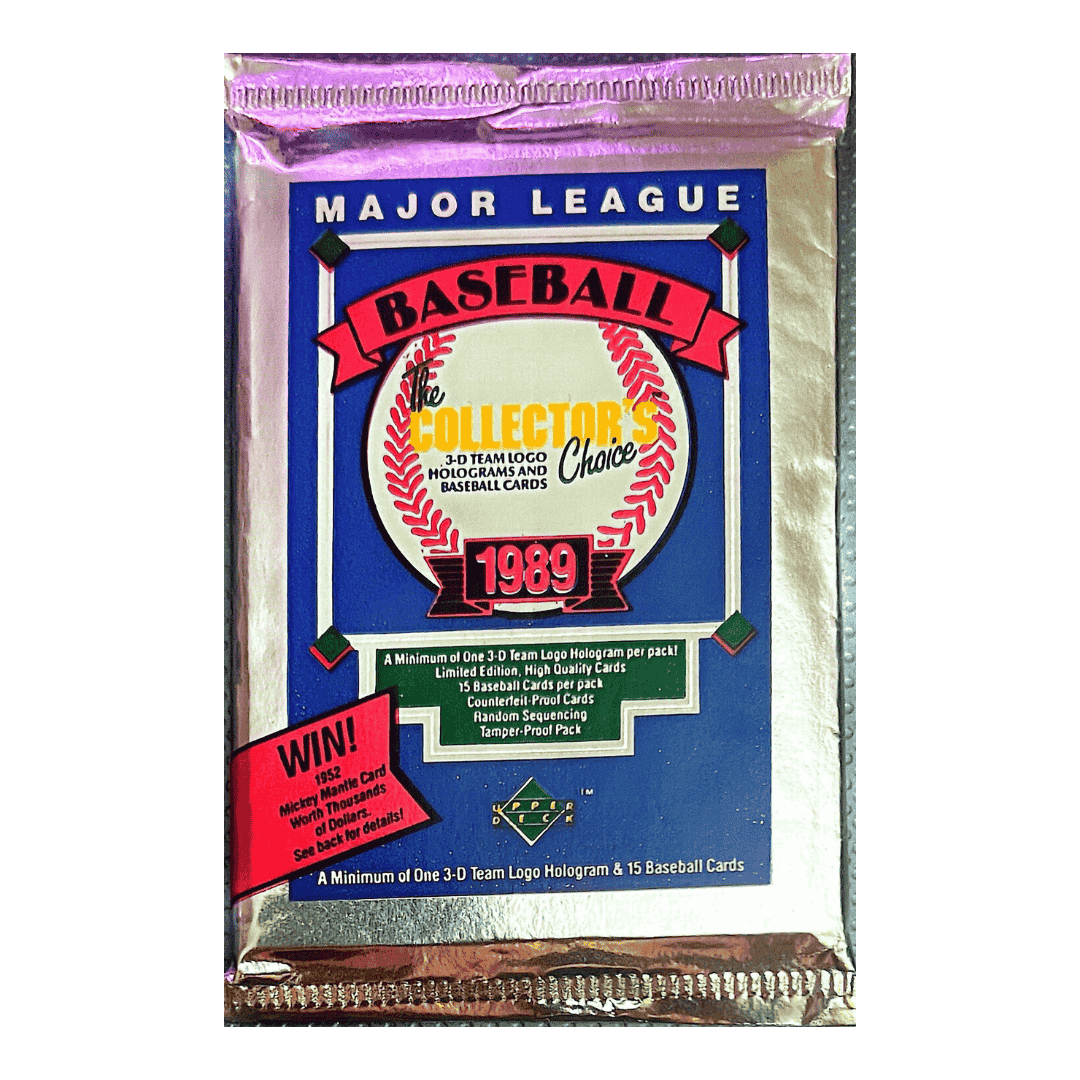 MAJOR LEAGUE
BASEBALL
The
COLLECTOR'S
Choice
3-D TEAM LOGO
HOLOGRAMS AND
BASEBALL CARDS
1989
A Minimum of One 3-D Team Logo Hologram per pack!
Limited Edition, High Quality Cards
15 Baseball Cards per pack
Counterfeit-Proof Cards
Random Sequencing
Tamper-Proof Pack
WIN!
1952
Mickey Mantle Card
Worth Thousands
of Dollars.
See back for details!
UPPER
DECK
TM
A Minimum of One 3-D Team Logo Hologram & 15 Baseball Cards